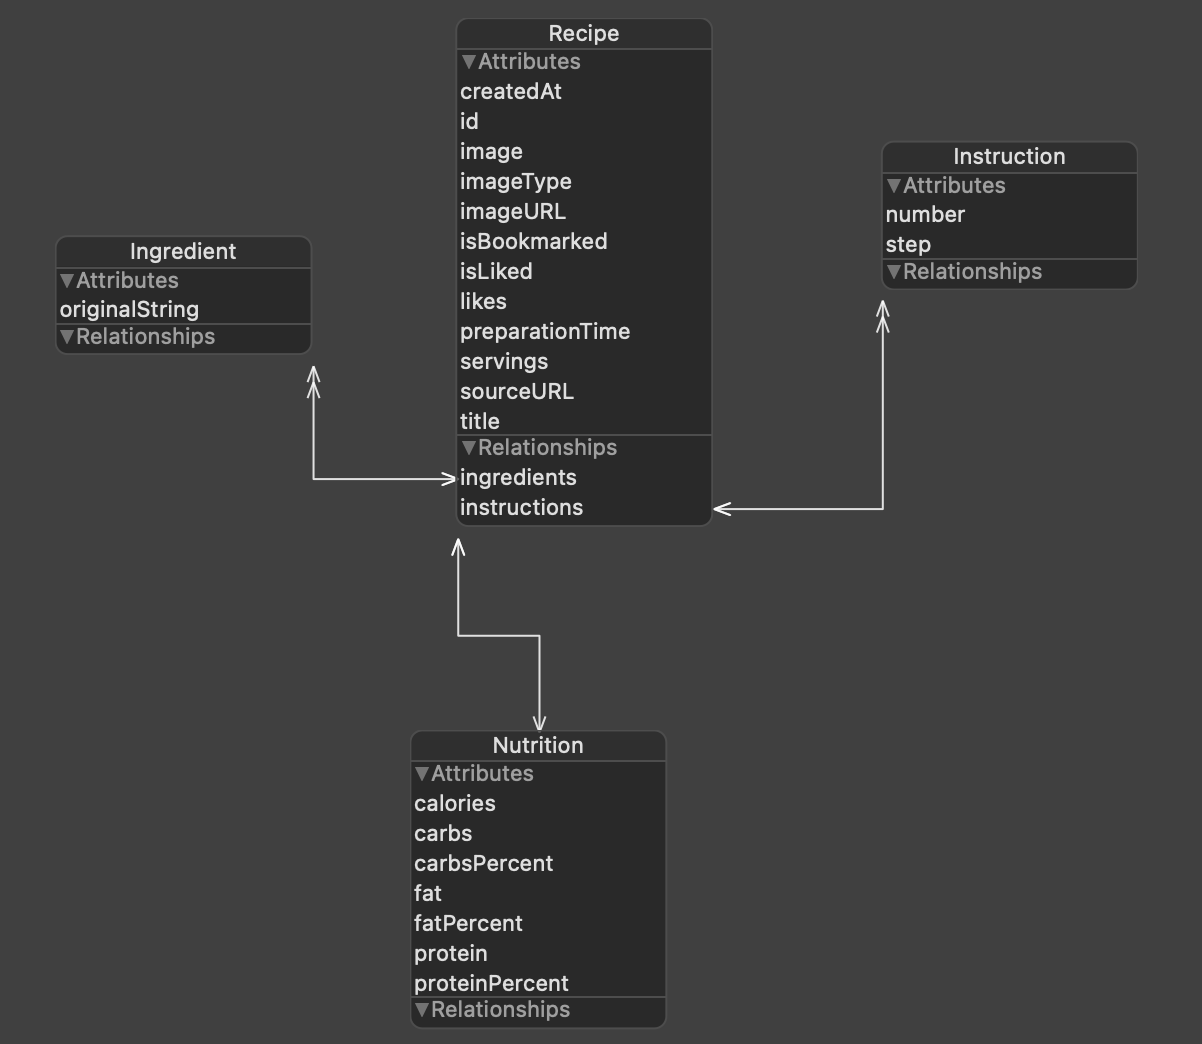 Recipe
▼Attributes
createdAt
id
image
imageType
imageURL
isBookmarked
isLiked
likes
preparationTime
servings
sourceURL
title
▼Relationships
ingredients
instructions
Ingredient
▼Attributes
originalString
▼Relationships
Instruction
▼Attributes
number
step
▼Relationships
Nutrition
▼Attributes
calories
carbs
carbsPercent
fat
fatPercent
protein
proteinPercent
▼Relationships